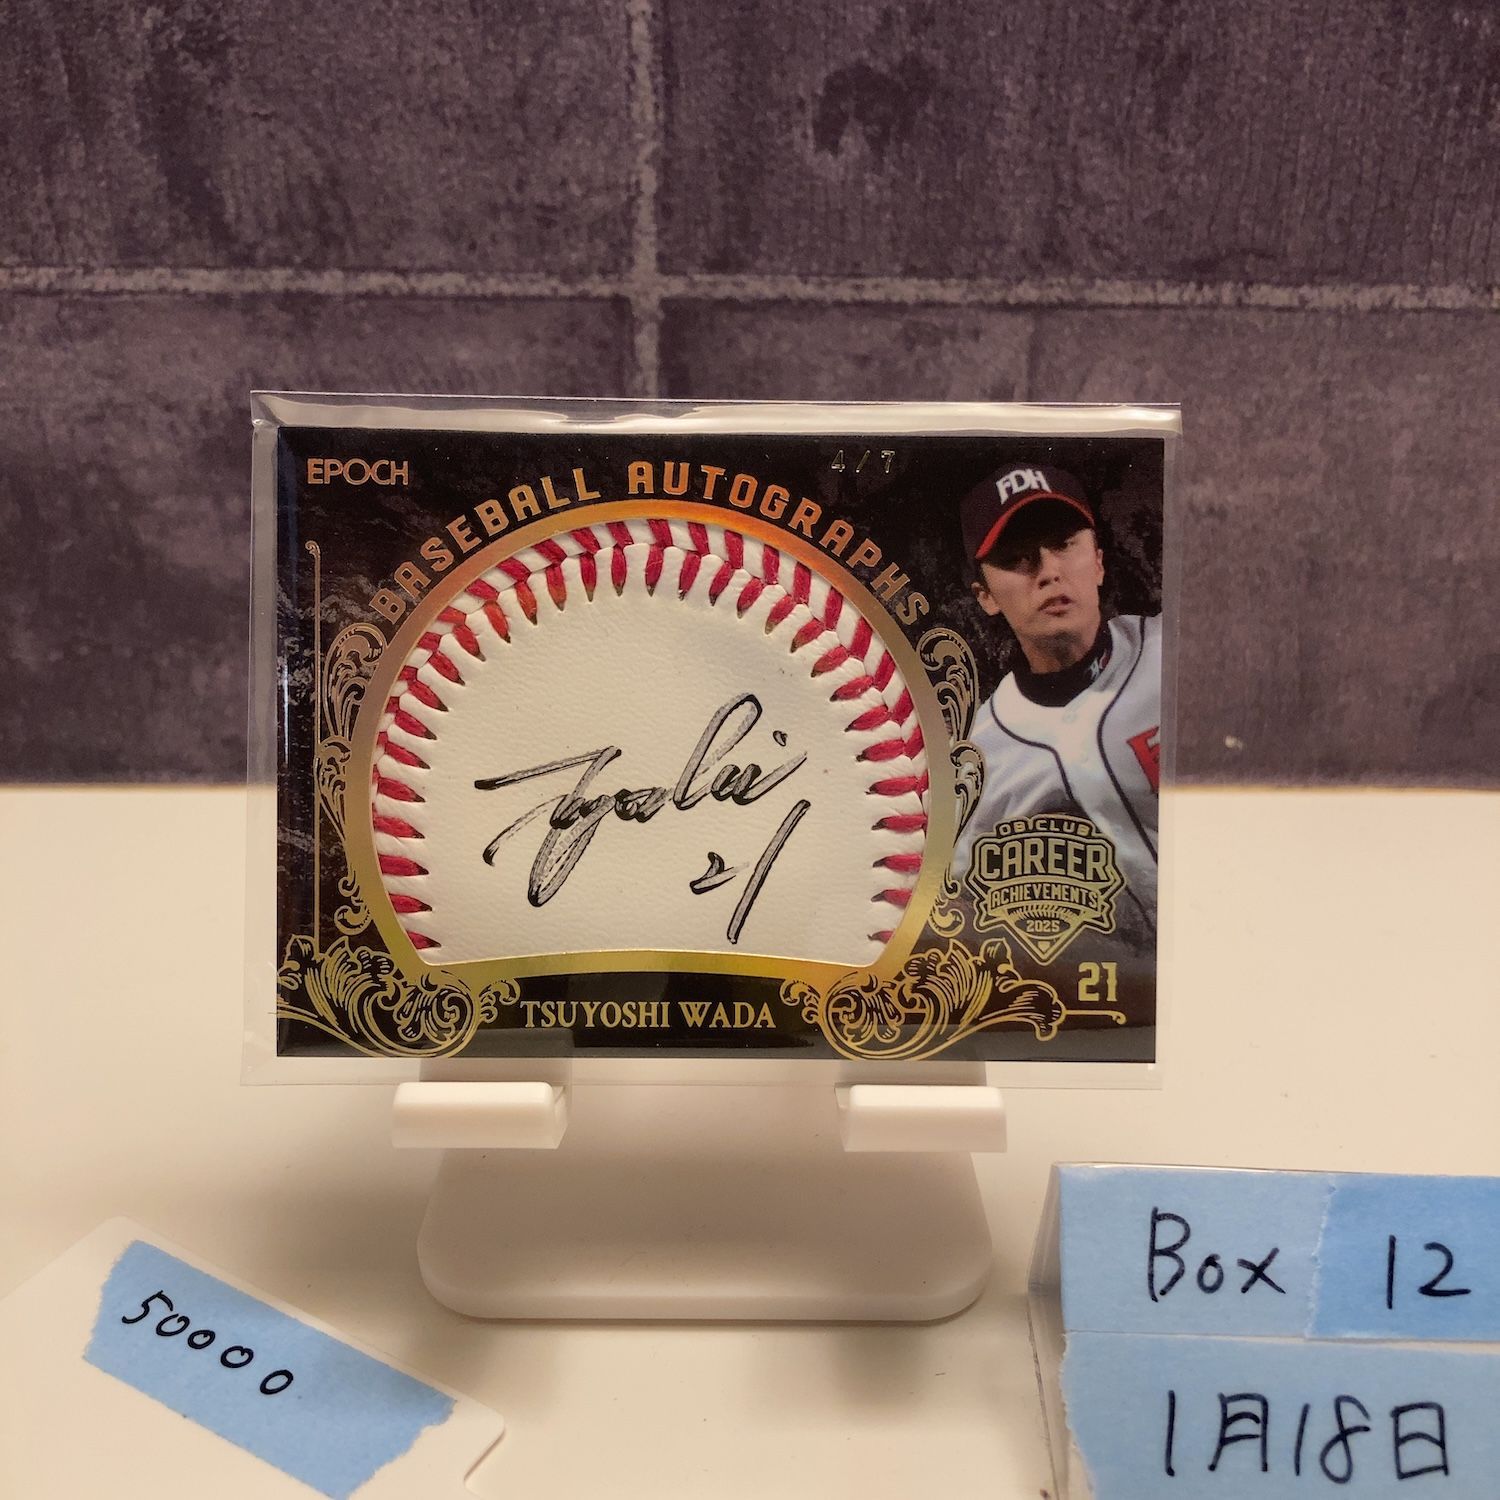 EPOCH
BASEBALL AUTOGRAPHS
4/7
FDH
21
OB CLUB
CAREER
ACHIEVEMENTS
2025
21
TSUYOSHI WADA
50000
Box 12
1月18日